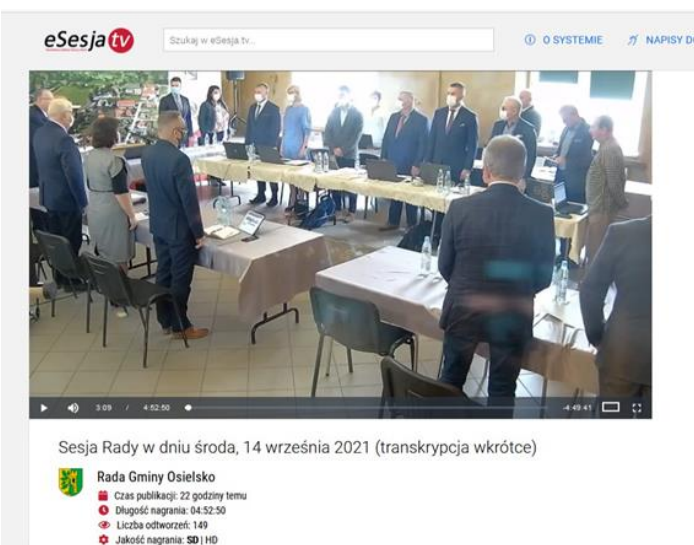 eSesja tv
Szukaj w eSesja.tv...
O SYSTEMIE
NAPISY DO
3:09 / 4:52:50
-4:49:41
Sesja Rady w dniu środa, 14 września 2021 (transkrypcja wkrótce)
Rada Gminy Osielsko
Czas publikacji: 22 godziny temu
Długość nagrania: 04:52:50
Liczba odtworzeń: 149
Jakość nagrania: SD | HD